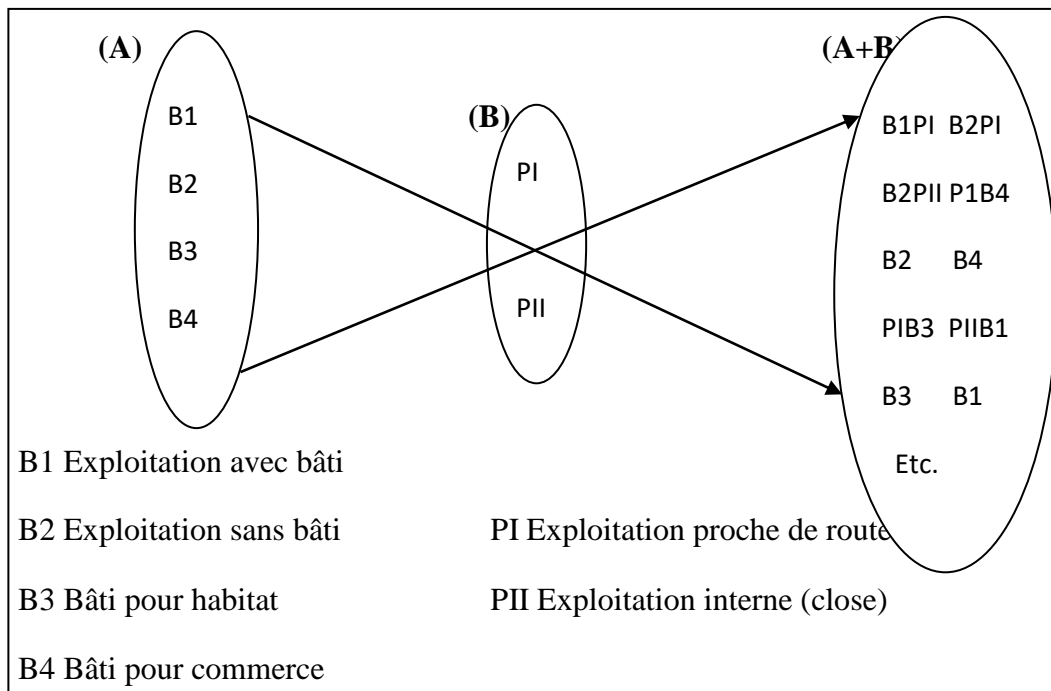 (A) (A+B)
B1
(B)
B1PI B2PI
PI
B2
B2PII P1B4
B3
B2 B4
PII
B4
PIB3 PIIB1
B3 B1
B1 Exploitation avec bâti
Etc.
B2 Exploitation sans bâti PI Exploitation proche de route
B3 Bâti pour habitat PII Exploitation interne (close)
B4 Bâti pour commerce